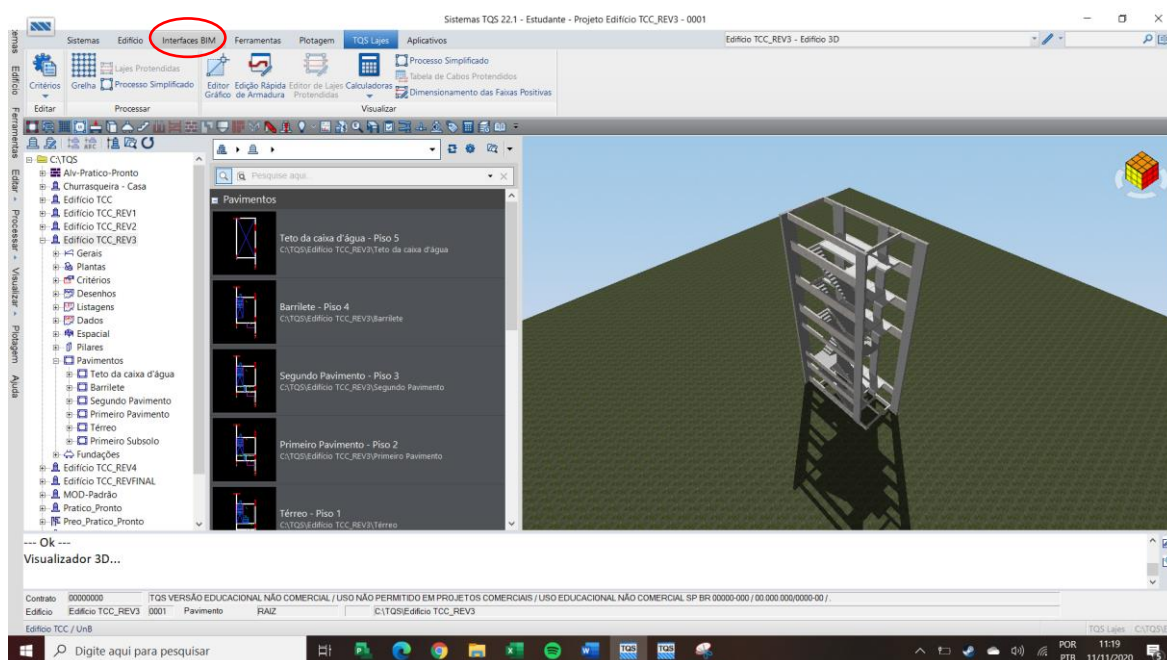 Sistemas TQS 22.1 - Estudante - Projeto Edifício TCC_REV3 - 0001
Sistemas Edifício Interfaces BIM Ferramentas Plotagem TQS Lajes Aplicativos
Edifício TCC_REV3 - Edifício 3D
Critérios
Editar
Grelha
Lajes Protendidas
Processo Simplificado
Processar
Editor Gráfico
Edição Rápida de Armadura
Editor de Lajes Protendidas
Calculadoras
Processo Simplificado
Tabela de Cabos Protendidos
Dimensionamento das Faixas Positivas
Visualizar
Edifício
Ferramentas
Editar
Processar
Visualizar
Plotagem
Ajuda
C:\TQS
Alv-Pratico-Pronto
Churrasqueira - Casa
Edifício TCC
Edifício TCC_REV1
Edifício TCC_REV2
Edifício TCC_REV3
Gerais
Plantas
Critérios
Desenhos
Listagens
Dados
Espacial
Pilares
Pavimentos
Teto da caixa d'água
Barrilete
Segundo Pavimento
Primeiro Pavimento
Térreo
Primeiro Subsolo
Fundações
Edifício TCC_REV4
Edifício TCC_REVFINAL
MOD-Padrão
Pratico_Pronto
Preo_Pratico_Pronto
Pesquise aqui...
Pavimentos
Teto da caixa d'água - Piso 5
C:\TQS\Edifício TCC_REV3\Teto da caixa d'água
Barrilete - Piso 4
C:\TQS\Edifício TCC_REV3\Barrilete
Segundo Pavimento - Piso 3
C:\TQS\Edifício TCC_REV3\Segundo Pavimento
Primeiro Pavimento - Piso 2
C:\TQS\Edifício TCC_REV3\Primeiro Pavimento
Térreo - Piso 1
C:\TQS\Edifício TCC_REV3\Térreo
--- Ok ---
Visualizador 3D...
Contrato 00000000 TQS VERSÃO EDUCACIONAL NÃO COMERCIAL / USO NÃO PERMITIDO EM PROJETOS COMERCIAIS / USO EDUCACIONAL NÃO COMERCIAL SP BR 00000-000 / 00.000.000/0000-00 / .
Edifício Edifício TCC_REV3 0001 Pavimento RAIZ C:\TQS\Edifício TCC_REV3
Edifício TCC / UnB
TQS Lajes
Digite aqui para pesquisar
TQS
TQS
POR
PTB
11:19
11/11/2020